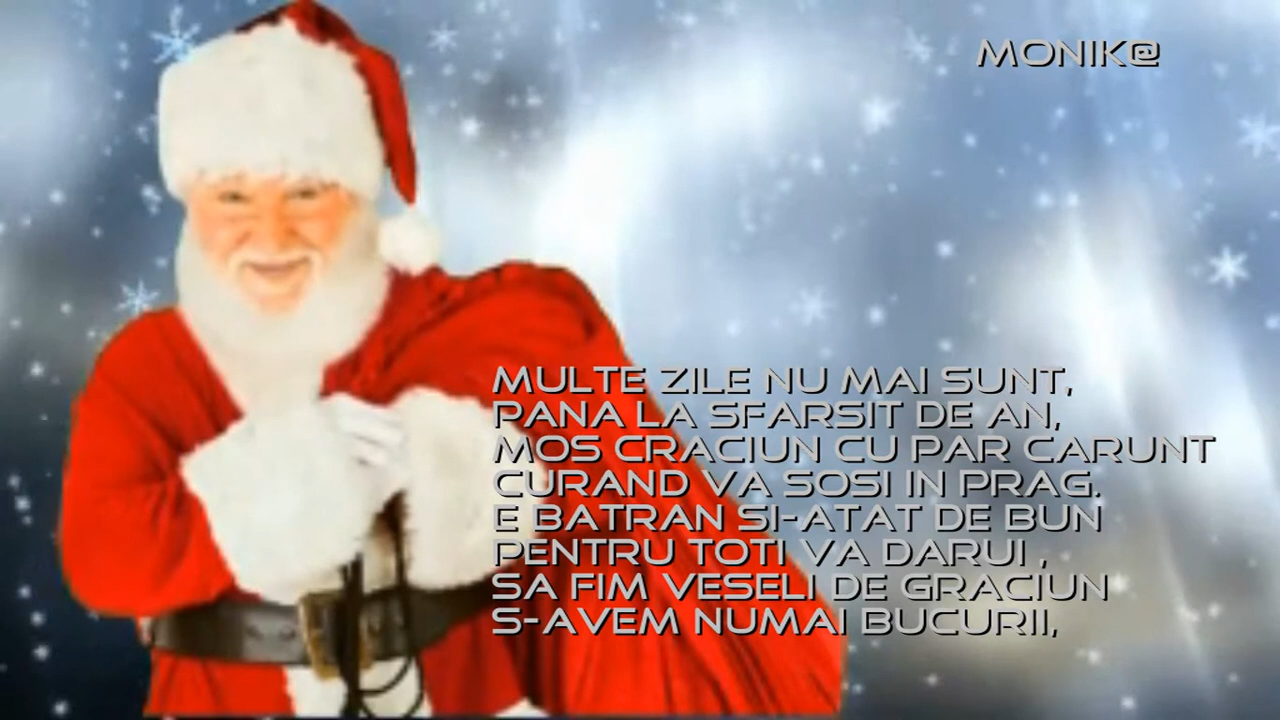 MONIK@
MULTE ZILE NU MAI SUNT,
PANA LA SFARSIT DE AN,
MOS CRACIUN CU PAR CARUNT
CURAND VA SOSI IN PRAG.
E BATRAN SI-ATAT DE BUN
PENTRU TOTI VA DARUI ,
SA FIM VESELI DE GRACIUN
S-AVEM NUMAI BUCURII,